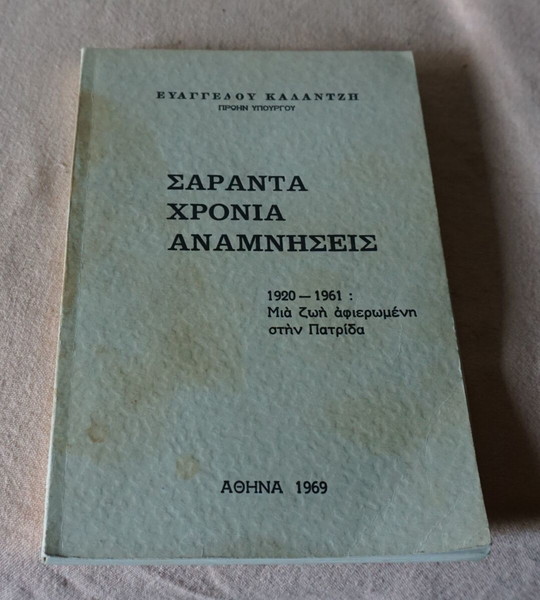 ΕΥΑΓΓΕΛΟΥ ΚΑΛΑΝΤΖΗ
ΠΡΩΗΝ ΥΠΟΥΡΓΟΥ
ΣΑΡΑΝΤΑ
ΧΡΟΝΙΑ
ΑΝΑΜΝΗΣΕΙΣ
1920 — 1961 :
Μιὰ ζωὴ ἀφιερωμένη
στὴν Πατρίδα
ΑΘΗΝΑ 1969